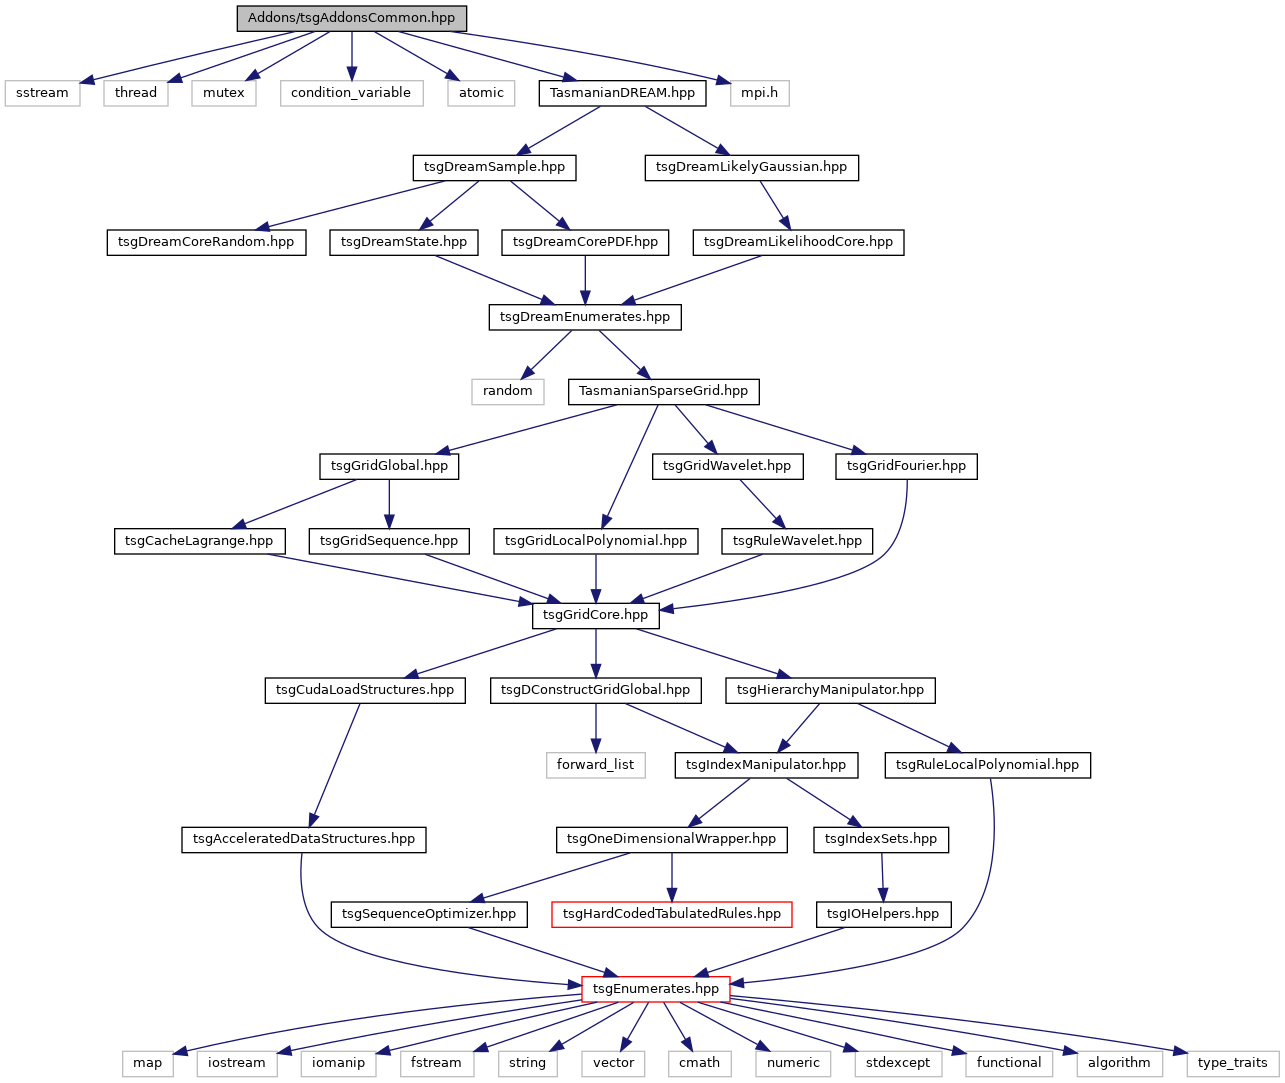 Addons/tsgAddonsCommon.hpp
sstream
thread
mutex
condition_variable
atomic
TasmanianDREAM.hpp
mpi.h
tsgDreamSample.hpp
tsgDreamLikelyGaussian.hpp
tsgDreamCoreRandom.hpp
tsgDreamState.hpp
tsgDreamCorePDF.hpp
tsgDreamLikelihoodCore.hpp
tsgDreamEnumerates.hpp
random
TasmanianSparseGrid.hpp
tsgGridGlobal.hpp
tsgGridWavelet.hpp
tsgGridFourier.hpp
tsgCacheLagrange.hpp
tsgGridSequence.hpp
tsgGridLocalPolynomial.hpp
tsgRuleWavelet.hpp
tsgGridCore.hpp
tsgCudaLoadStructures.hpp
tsgDConstructGridGlobal.hpp
tsgHierarchyManipulator.hpp
forward_list
tsgIndexManipulator.hpp
tsgRuleLocalPolynomial.hpp
tsgAcceleratedDataStructures.hpp
tsgOneDimensionalWrapper.hpp
tsgIndexSets.hpp
tsgSequenceOptimizer.hpp
tsgHardCodedTabulatedRules.hpp
tsgIOHelpers.hpp
tsgEnumerates.hpp
map
iostream
iomanip
fstream
string
vector
cmath
numeric
stdexcept
functional
algorithm
type_traits